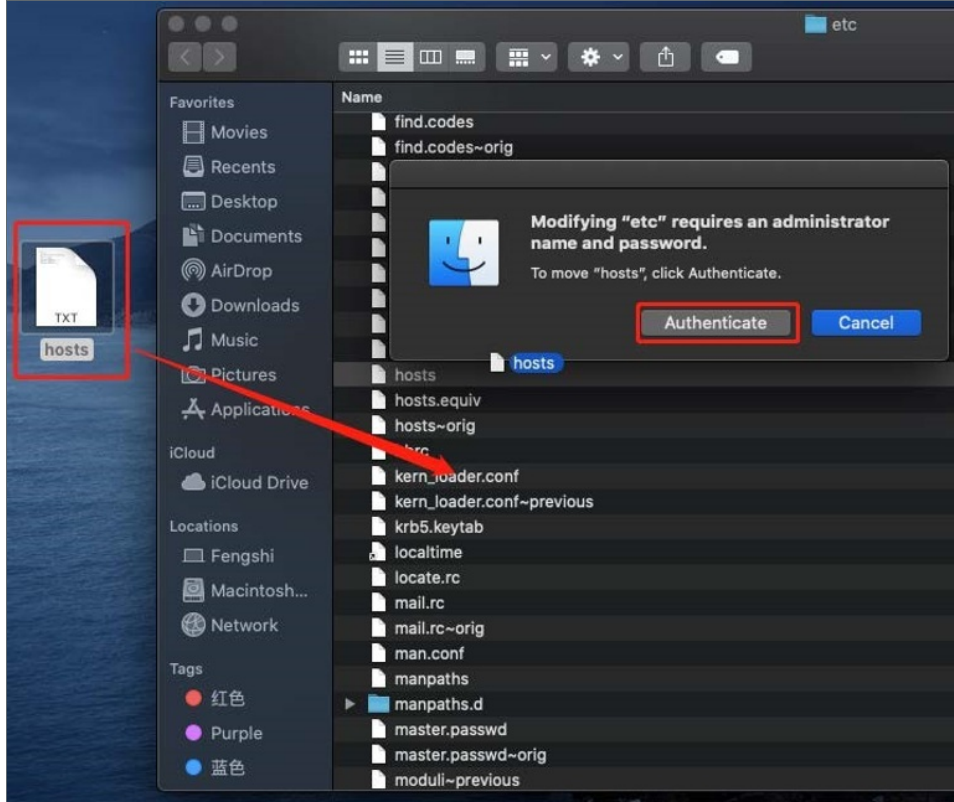 etc
Favorites
Name
Movies
Recents
Desktop
Documents
AirDrop
Downloads
Music
Pictures
Applications
iCloud
iCloud Drive
Locations
Fengshi
Macintosh...
Network
Tags
红色
Purple
蓝色
find.codes
find.codes~orig
Modifying “etc” requires an administrator
name and password.
To move “hosts”, click Authenticate.
Authenticate
Cancel
hosts
hosts
hosts.equiv
hosts~orig
kern_loader.conf
kern_loader.conf~previous
krb5.keytab
localtime
locate.rc
mail.rc
mail.rc~orig
man.conf
manpaths
manpaths.d
master.passwd
master.passwd~orig
moduli~previous
TXT
hosts